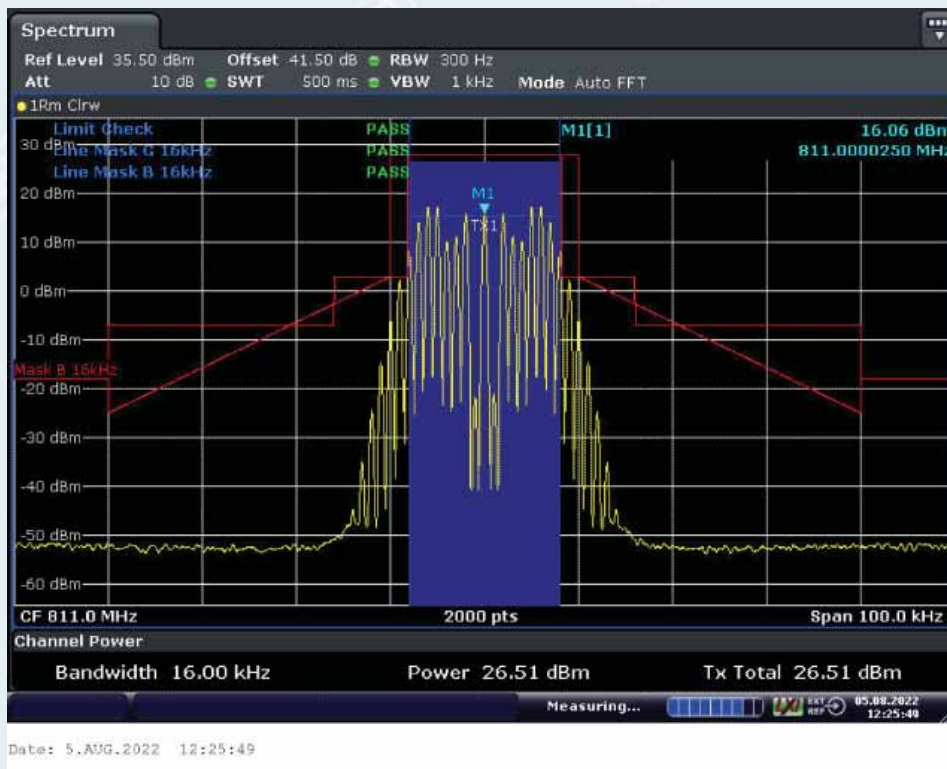 Spectrum
Ref Level 35.50 dBm Offset 41.50 dB RBW 300 Hz
Att 10 dB SWT 500 ms VBW 1 kHz Mode Auto FFT
1Rm Clrw
Limit Check PASS M1[1] 16.06 dBm
30 dBm Line Mask G 16kHz PASS 811.0000250 MHz
Line Mask B 16kHz PASS
20 dBm M1
TX1
10 dBm
0 dBm
-10 dBm
Mask B 16kHz
-20 dBm
-30 dBm
-40 dBm
-50 dBm
-60 dBm
CF 811.0 MHz 2000 pts Span 100.0 kHz
Channel Power
Bandwidth 16.00 kHz Power 26.51 dBm Tx Total 26.51 dBm
Measuring... EXT REF 05.08.2022
12:25:49
Date: 5.AUG.2022 12:25:49